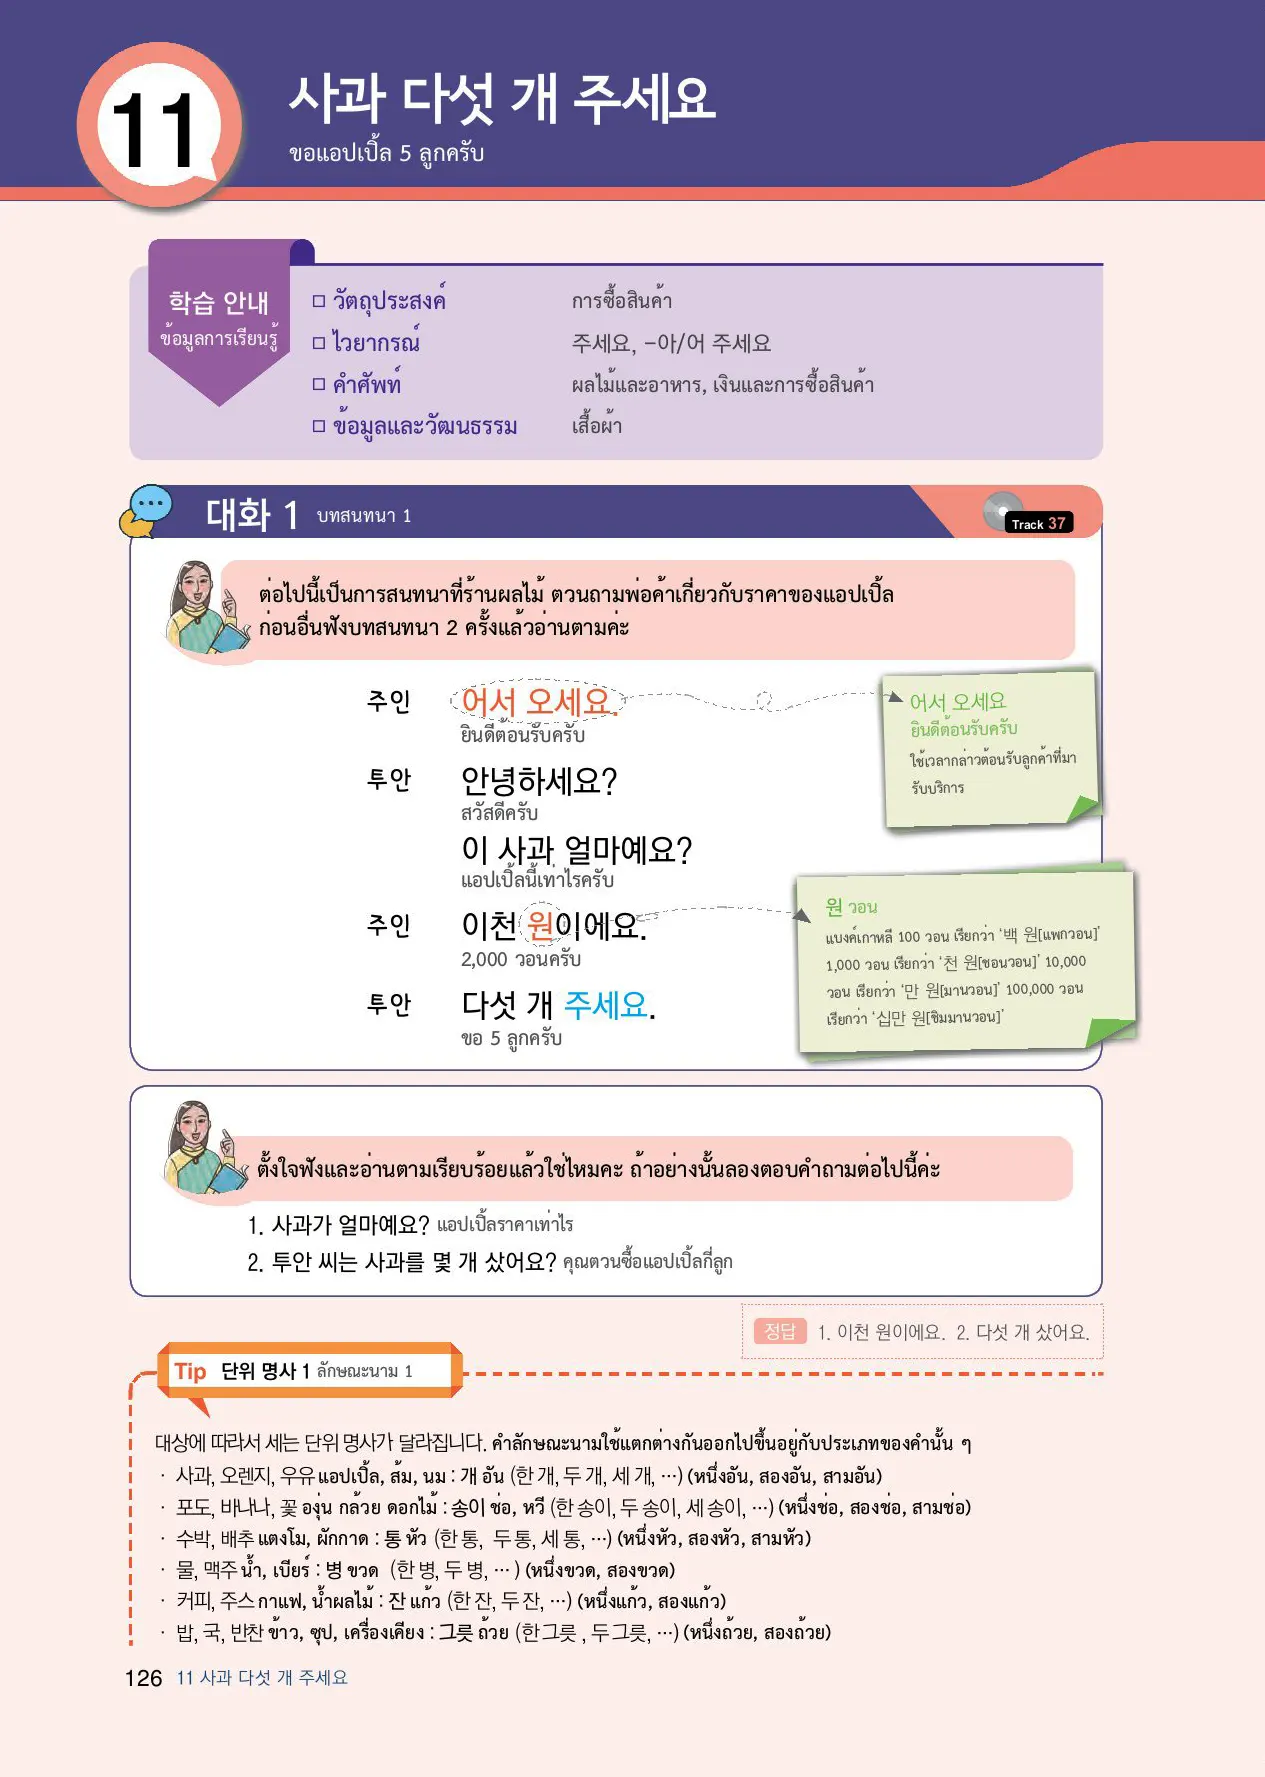 11
사과 다섯 개 주세요
ขอแอปเปิ้ล 5 ลูกครับ
학습 안내
ข้อมูลการเรียนรู้
วัตถุประสงค์ การซื้อสินค้า
ไวยากรณ์ 주세요, -아/어 주세요
คำศัพท์ ผลไม้และอาหาร, เงินและการซื้อสินค้า
ข้อมูลและวัฒนธรรม เสื้อผ้า
대화 1 บทสนทนา 1
Track 37
ต่อไปนี้เป็นการสนทนาที่ร้านผลไม้ ตวนถามพ่อค้าเกี่ยวกับราคาของแอปเปิ้ล
ก่อนอื่นฟังบทสนทนา 2 ครั้งแล้วอ่านตามค่ะ
주인 어서 오세요.
ยินดีต้อนรับครับ
투안 안녕하세요?
สวัสดีครับ
이 사과 얼마예요?
แอปเปิ้ลนี้เท่าไรครับ
주인 이천 원이에요.
2,000 วอนครับ
투안 다섯 개 주세요.
ขอ 5 ลูกครับ
어서 오세요
ยินดีต้อนรับครับ
ใช้เวลากล่าวต้อนรับลูกค้าที่มา
รับบริการ
원 วอน
แบงค์เกาหลี 100 วอน เรียกว่า '백 원[แพกวอน]'
1,000 วอน เรียกว่า '천 원[ชอนวอน]' 10,000
วอน เรียกว่า '만 원[มานวอน]' 100,000 วอน
เรียกว่า '십만 원[ชิมมานวอน]'
ตั้งใจฟังและอ่านตามเรียบร้อยแล้วใช่ไหมคะ ถ้าอย่างนั้นลองตอบคำถามต่อไปนี้ค่ะ
1. 사과가 얼마예요? แอปเปิ้ลราคาเท่าไร
2. 투안 씨는 사과를 몇 개 샀어요? คุณตวนซื้อแอปเปิ้ลกี่ลูก
정답 1. 이천 원이에요. 2. 다섯 개 샀어요.
Tip 단위 명사 1 ลักษณะนาม 1
대상에 따라서 세는 단위 명사가 달라집니다. คำลักษณะนามใช้แตกต่างกันออกไปขึ้นอยู่กับประเภทของคำนั้น ๆ
· 사과, 오렌지, 우유 แอปเปิ้ล, ส้ม, นม : 개 อัน (한 개, 두 개, 세 개, ···) (หนึ่งอัน, สองอัน, สามอัน)
· 포도, 바나나, 꽃 องุ่น กล้วย ดอกไม้ : 송이 ช่อ, หวี (한 송이, 두 송이, 세 송이, ···) (หนึ่งช่อ, สองช่อ, สามช่อ)
· 수박, 배추 แตงโม, ผักกาด : 통 หัว (한 통, 두 통, 세 통, ···) (หนึ่งหัว, สองหัว, สามหัว)
· 물, 맥주 น้ำ, เบียร์ : 병 ขวด (한 병, 두 병, ··· ) (หนึ่งขวด, สองขวด)
· 커피, 주스 กาแฟ, น้ำผลไม้ : 잔 แก้ว (한 잔, 두 잔, ···) (หนึ่งแก้ว, สองแก้ว)
· 밥, 국, 반찬 ข้าว, ซุป, เครื่องเคียง : 그릇 ถ้วย (한 그릇 , 두 그릇, ···) (หนึ่งถ้วย, สองถ้วย)
126 11 사과 다섯 개 주세요